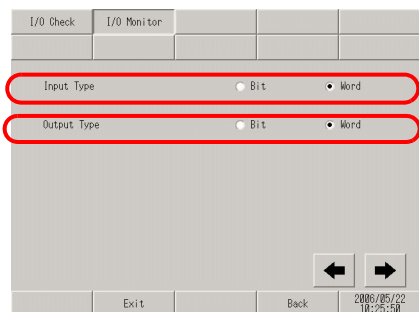 I/O Check I/O Monitor
Input Type Bit Word
Output Type Bit Word
Exit Back 2006/05/22
10:25:50